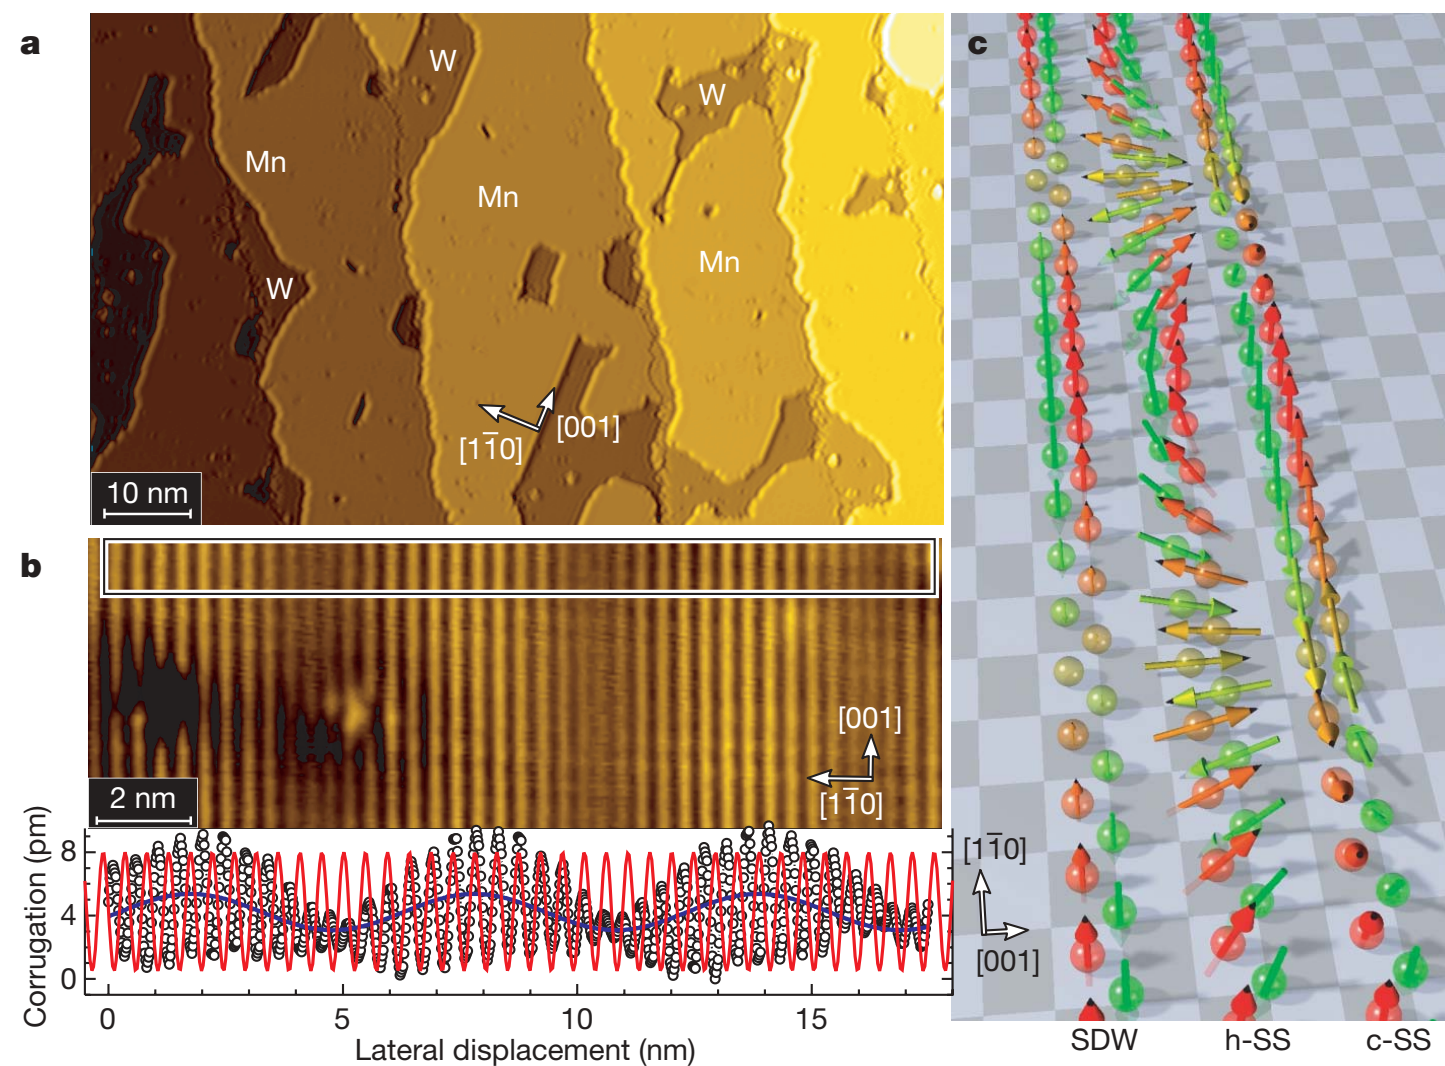 a
W
W
Mn
Mn
Mn
W
[001]
[11̅0]
10 nm
b
[001]
[11̅0]
2 nm
Corrugation (pm)
8
4
0
0 5 10 15
Lateral displacement (nm)
c
[11̅0]
[001]
SDW h-SS c-SS